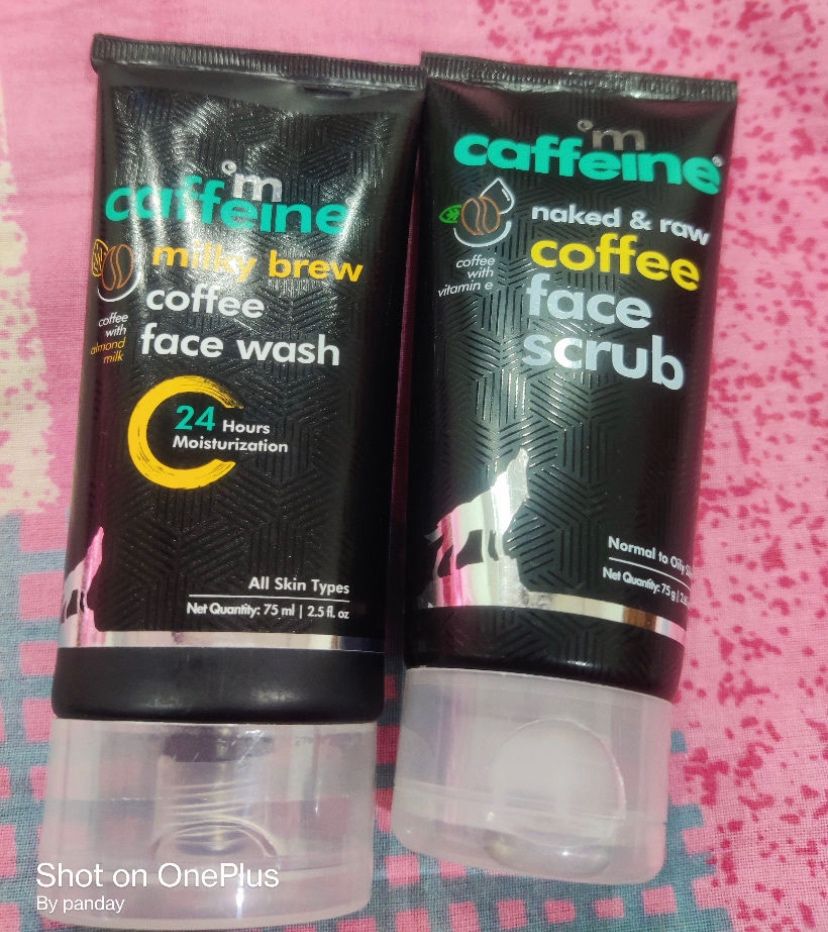 m
caffeine
milky brew
coffee
face wash
coffee
with
almond
milk
24 Hours
Moisturization
All Skin Types
Net Quantity: 75 ml | 2.5 fl. oz
m
caffeine®
naked & raw
coffee
face
scrub
coffee
with
vitamin e
Normal to Oily
Net Quantity: 75 g |
Shot on OnePlus
By panday